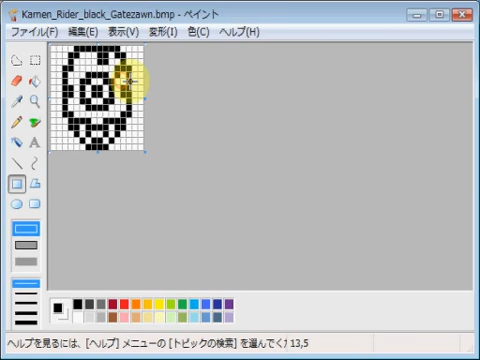 Kamen_Rider_black_Gatezawn.bmp - ペイント
ファイル(F) 編集(E) 表示(V) 変形(I) 色(C) ヘルプ(H)
A
ヘルプを見るには、[ヘルプ] メニューの [トピックの検索] を選んでくだ 13,5